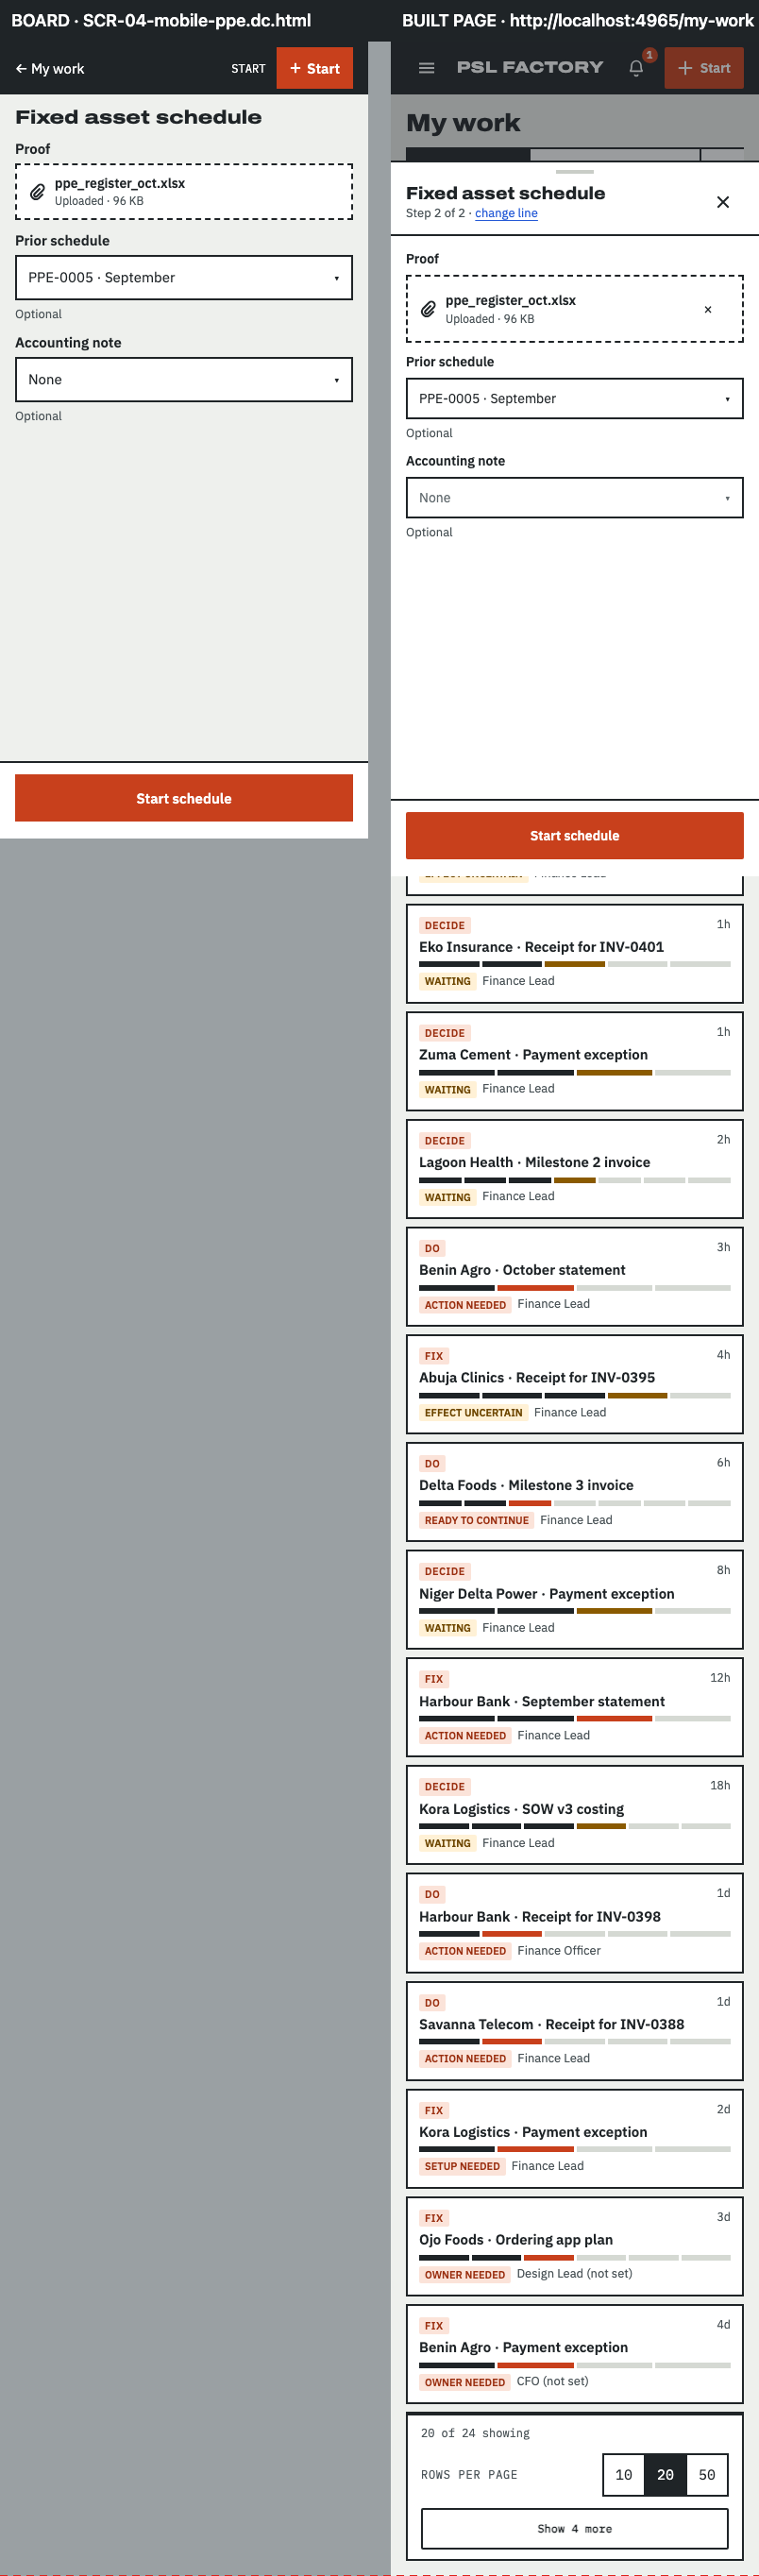 BOARD · SCR-04-mobile-ppe.dc.html
← My work
START
+ Start
Fixed asset schedule
Proof
ppe_register_oct.xlsx
Uploaded · 96 KB
Prior schedule
PPE-0005 · September
Optional
Accounting note
None
Optional
Start schedule
BUILT PAGE · http://localhost:4965/my-work
PSL FACTORY
1
+ Start
My work
Fixed asset schedule
Step 2 of 2 · change line
Proof
ppe_register_oct.xlsx
Uploaded · 96 KB
Prior schedule
PPE-0005 · September
Optional
Accounting note
None
Optional
Start schedule
DECIDE
1h
Eko Insurance · Receipt for INV-0401
WAITING Finance Lead
DECIDE
1h
Zuma Cement · Payment exception
WAITING Finance Lead
DECIDE
2h
Lagoon Health · Milestone 2 invoice
WAITING Finance Lead
DO
3h
Benin Agro · October statement
ACTION NEEDED Finance Lead
FIX
4h
Abuja Clinics · Receipt for INV-0395
EFFECT UNCERTAIN Finance Lead
DO
6h
Delta Foods · Milestone 3 invoice
READY TO CONTINUE Finance Lead
DECIDE
8h
Niger Delta Power · Payment exception
WAITING Finance Lead
FIX
12h
Harbour Bank · September statement
ACTION NEEDED Finance Lead
DECIDE
18h
Kora Logistics · SOW v3 costing
WAITING Finance Lead
DO
1d
Harbour Bank · Receipt for INV-0398
ACTION NEEDED Finance Officer
DO
1d
Savanna Telecom · Receipt for INV-0388
ACTION NEEDED Finance Lead
FIX
2d
Kora Logistics · Payment exception
SETUP NEEDED Finance Lead
FIX
3d
Ojo Foods · Ordering app plan
OWNER NEEDED Design Lead (not set)
FIX
4d
Benin Agro · Payment exception
OWNER NEEDED CFO (not set)
20 of 24 showing
ROWS PER PAGE
10 20 50
Show 4 more